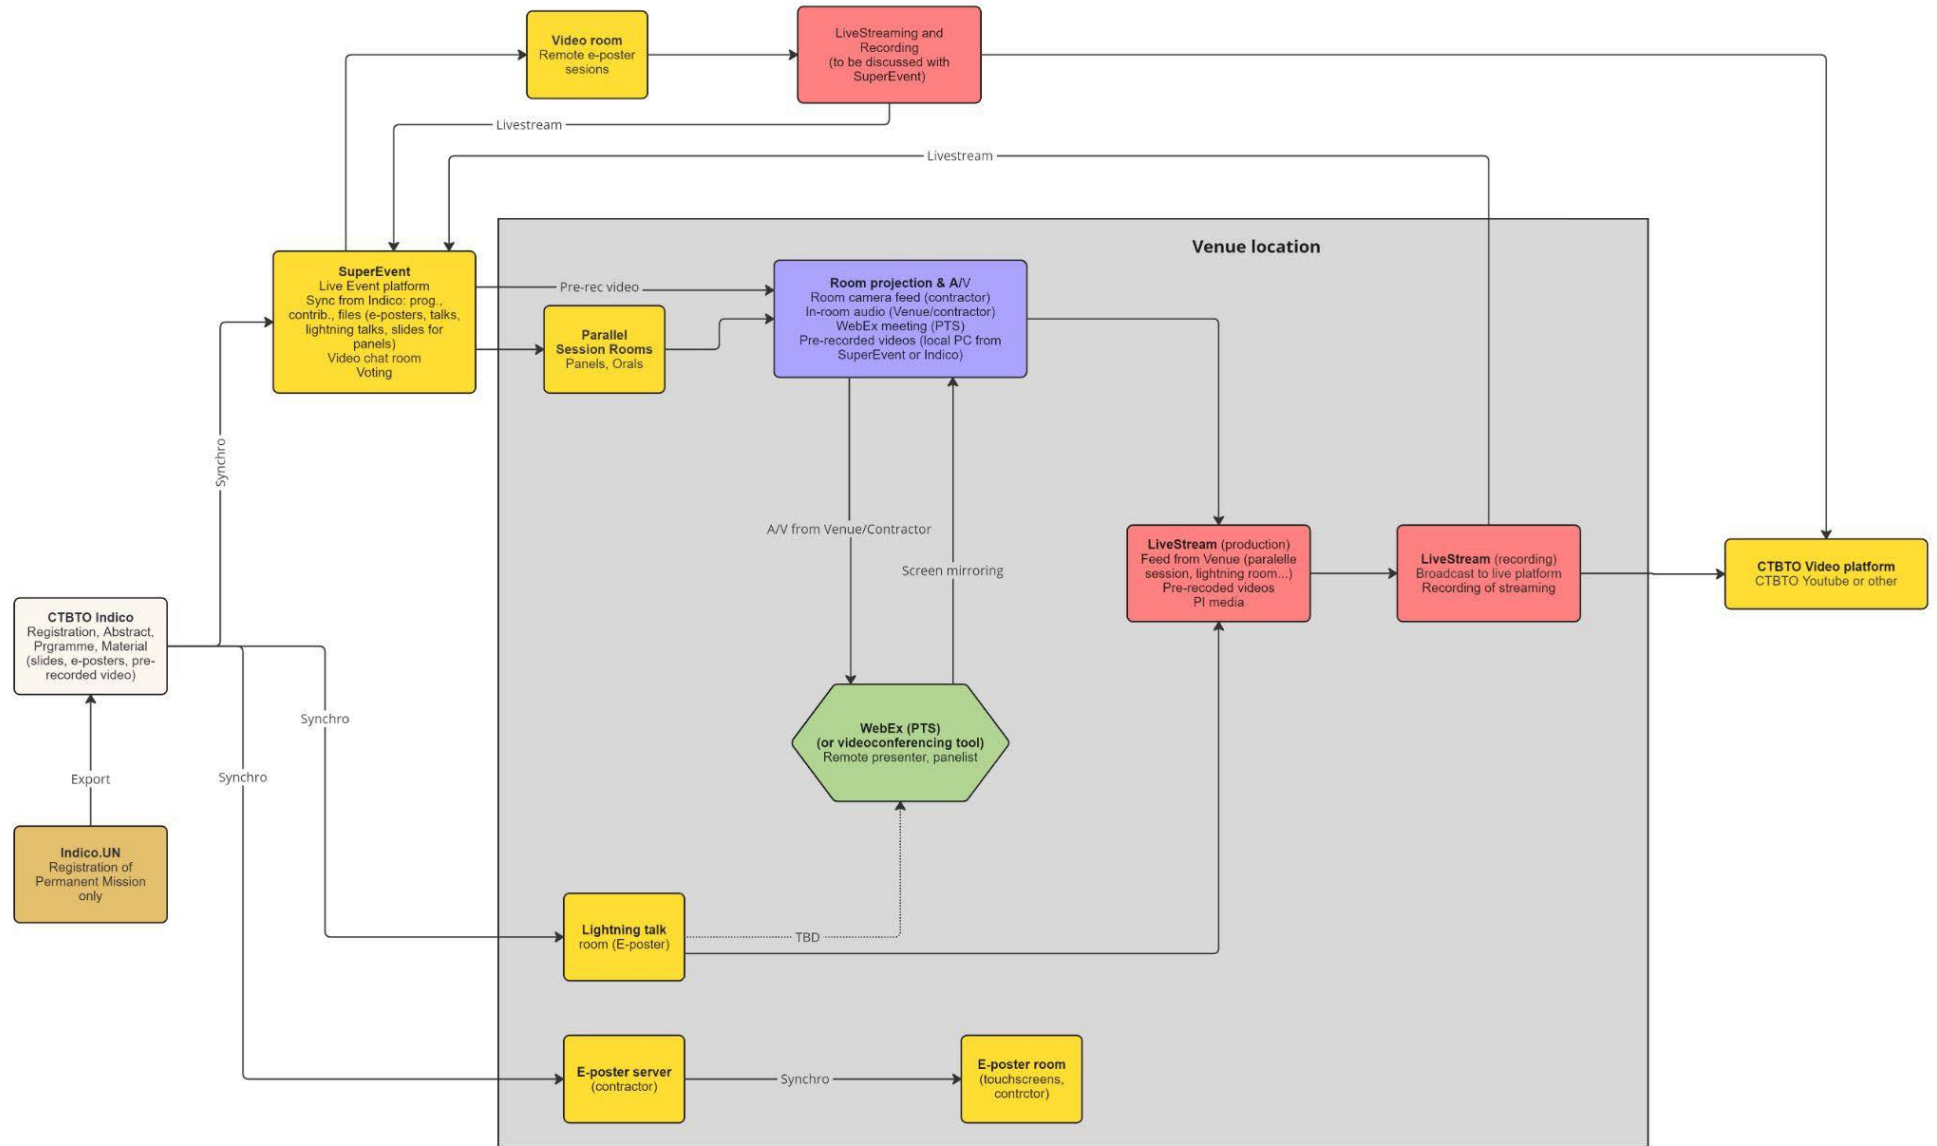 Video room
Remote e-poster
sesions
LiveStreaming and
Recording
(to be discussed with
SuperEvent)
Livestream
Livestream
Venue location
SuperEvent
Live Event platform
Sync from Indico: prog.,
contrib., files (e-posters, talks,
lightning talks, slides for
panels)
Video chat room
Voting
Pre-rec video
Parallel
Session Rooms
Panels, Orals
Room projection & A/V
Room camera feed (contractor)
In-room audio (Venue/contractor)
WebEx meeting (PTS)
Pre-recorded videos (local PC from
SuperEvent or Indico)
Synchro
A/V from Venue/Contractor
Screen mirroring
LiveStream (production)
Feed from Venue (paralelle
session, lightning room...)
Pre-recoded videos
PI media
LiveStream (recording)
Broadcast to live platform
Recording of streaming
CTBTO Video platform
CTBTO Youtube or other
CTBTO Indico
Registration, Abstract,
Prgramme, Material
(slides, e-posters, pre-
recorded video)
Synchro
Synchro
Export
WebEx (PTS)
(or videoconferencing tool)
Remote presenter, panelist
Indico.UN
Registration of
Permanent Mission
only
Lightning talk
room (E-poster)
TBD
E-poster server
(contractor)
Synchro
E-poster room
(touchscreens,
contrctor)